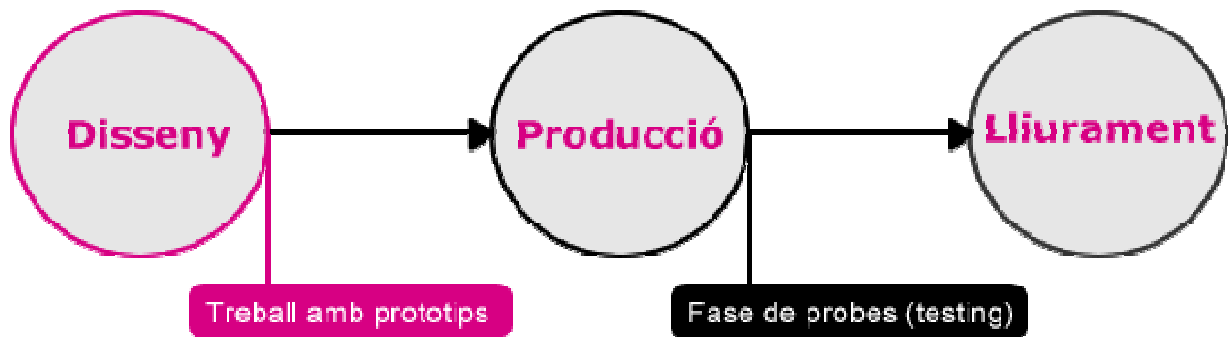 Disseny
Producció
Lliurament
Treball amb prototips
Fase de probes (testing)